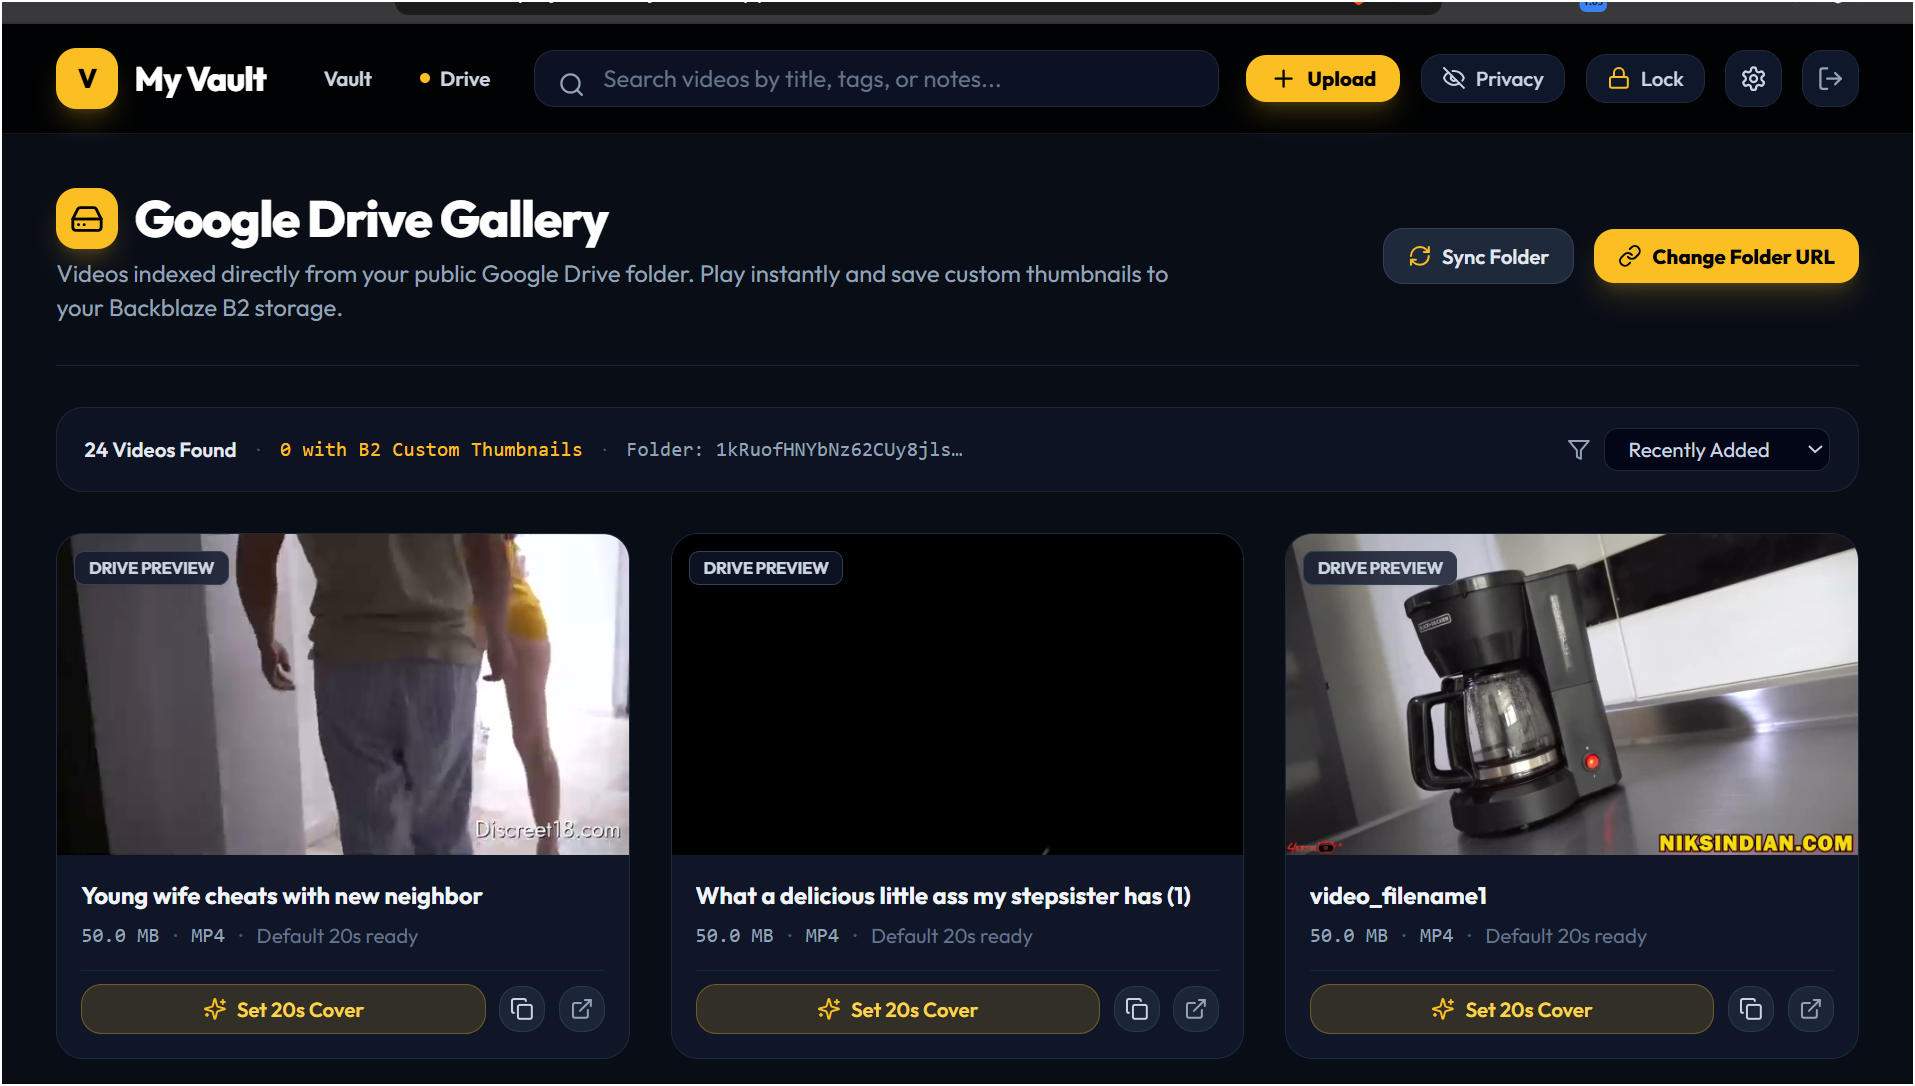 V My Vault Vault Drive Search videos by title, tags, or notes... Upload Privacy Lock
Google Drive Gallery
Videos indexed directly from your public Google Drive folder. Play instantly and save custom thumbnails to
your Backblaze B2 storage.
Sync Folder Change Folder URL
24 Videos Found · 0 with B2 Custom Thumbnails · Folder: 1kRuofHNYbNz62CUy8jls… Recently Added
DRIVE PREVIEW
Discreet18.com
Young wife cheats with new neighbor
50.0 MB · MP4 · Default 20s ready
Set 20s Cover
DRIVE PREVIEW
What a delicious little ass my stepsister has (1)
50.0 MB · MP4 · Default 20s ready
Set 20s Cover
DRIVE PREVIEW
BLACK+DECKER
NIKSINDIAN.COM
video_filename1
50.0 MB · MP4 · Default 20s ready
Set 20s Cover